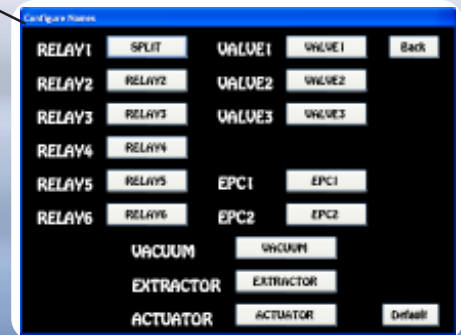 Configure Names
RELAY1 SPLIT VALVE1 VALVE1 Back
RELAY2 RELAY2 VALVE2 VALVE2
RELAY3 RELAY3 VALVE3 VALVE3
RELAY4 RELAY4
RELAY5 RELAY5 EPC1 EPC1
RELAY6 RELAY6 EPC2 EPC2
VACUUM VACUUM
EXTRACTOR EXTRACTOR
ACTUATOR ACTUATOR Default